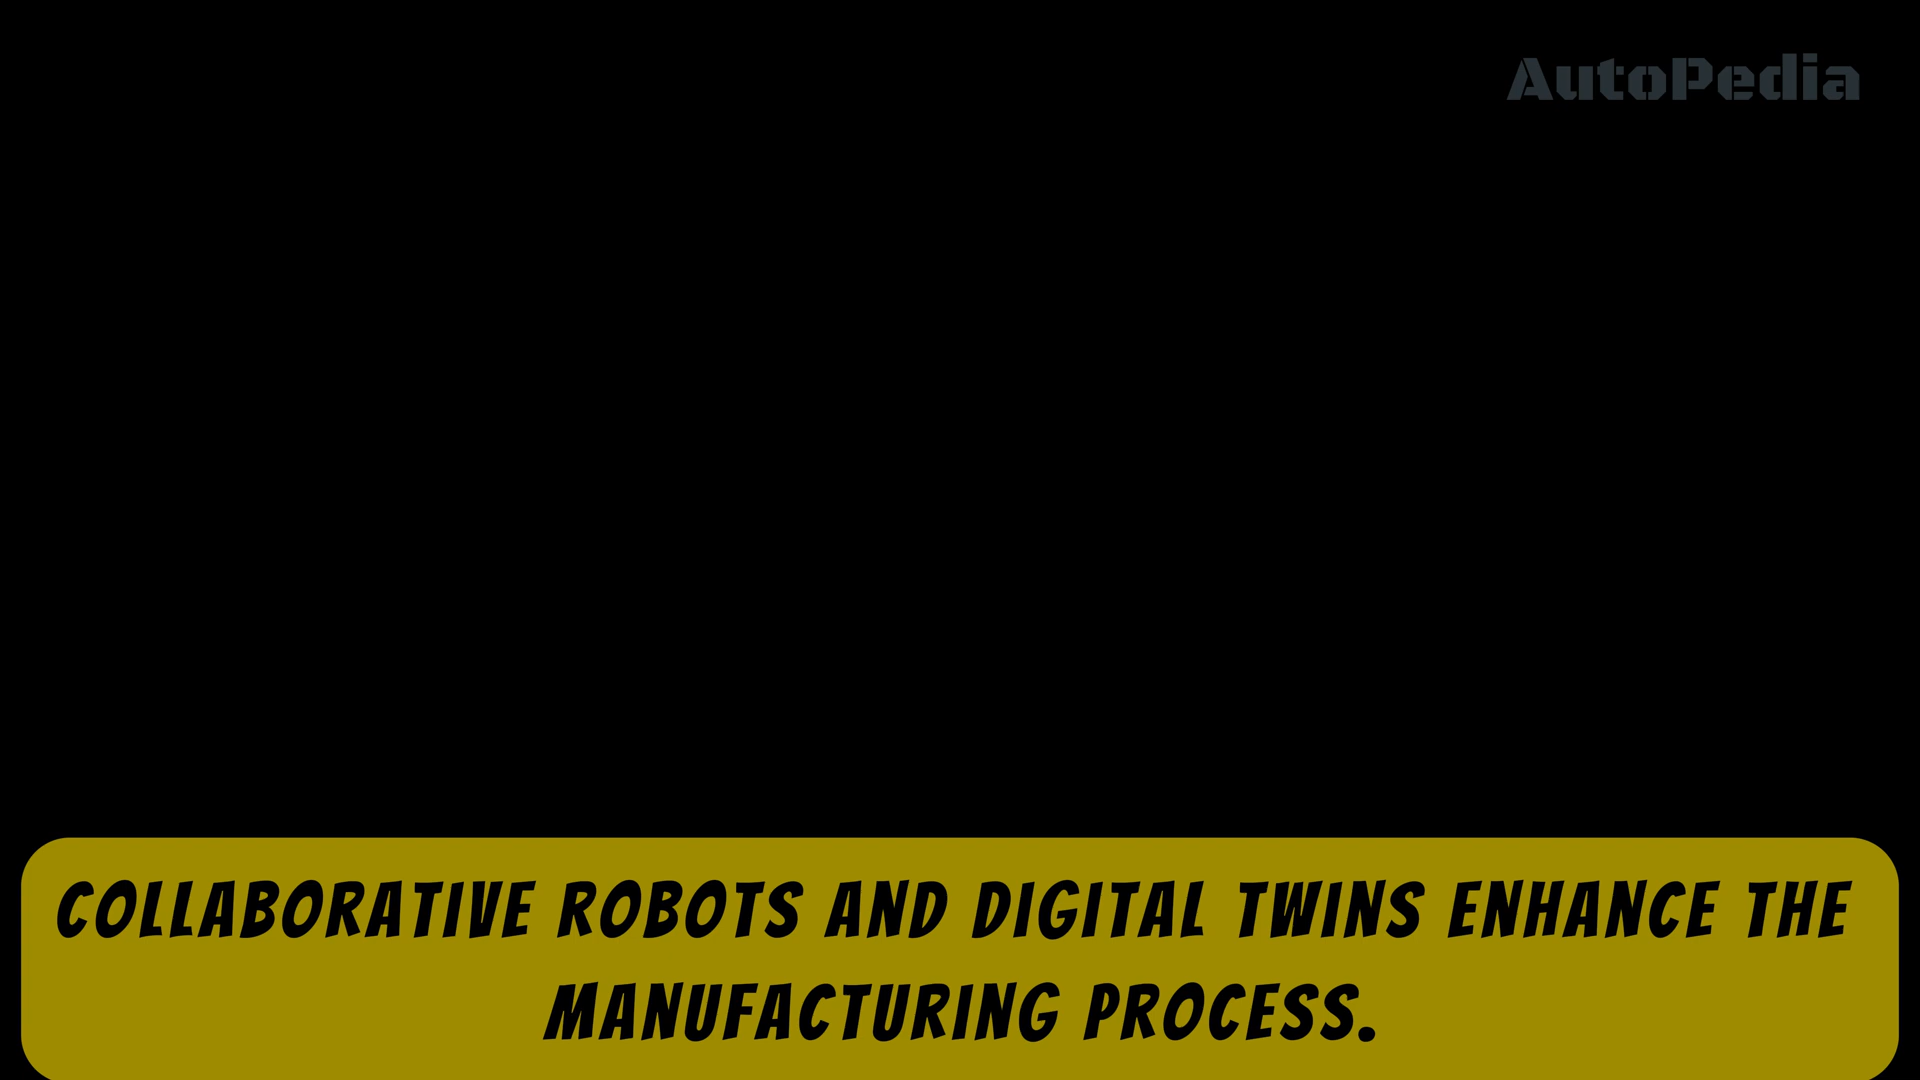 AutoPedia
COLLABORATIVE ROBOTS AND DIGITAL TWINS ENHANCE THE
MANUFACTURING PROCESS.